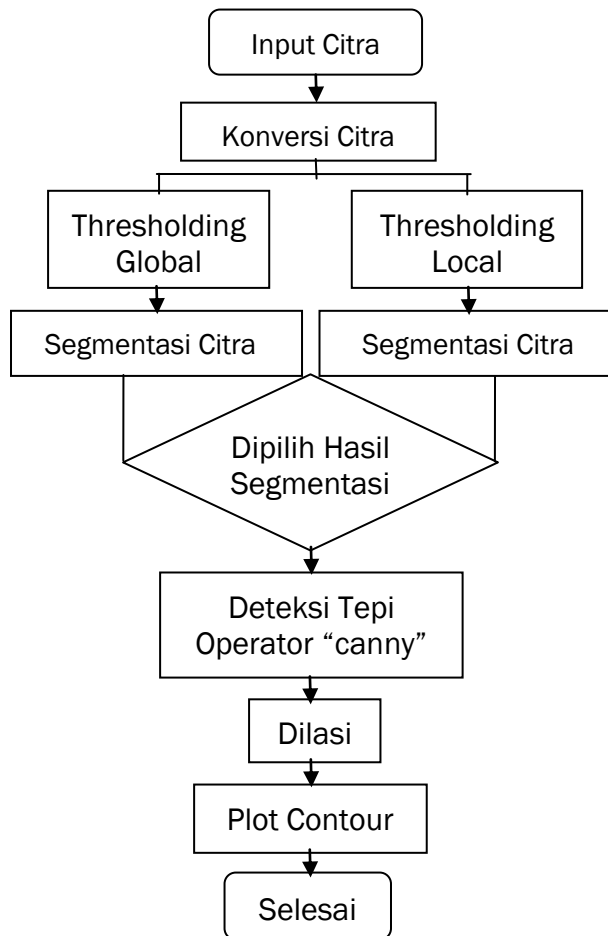 Input Citra
Konversi Citra
Thresholding
Global
Thresholding
Local
Segmentasi Citra
Segmentasi Citra
Dipilih Hasil
Segmentasi
Deteksi Tepi
Operator “canny”
Dilasi
Plot Contour
Selesai